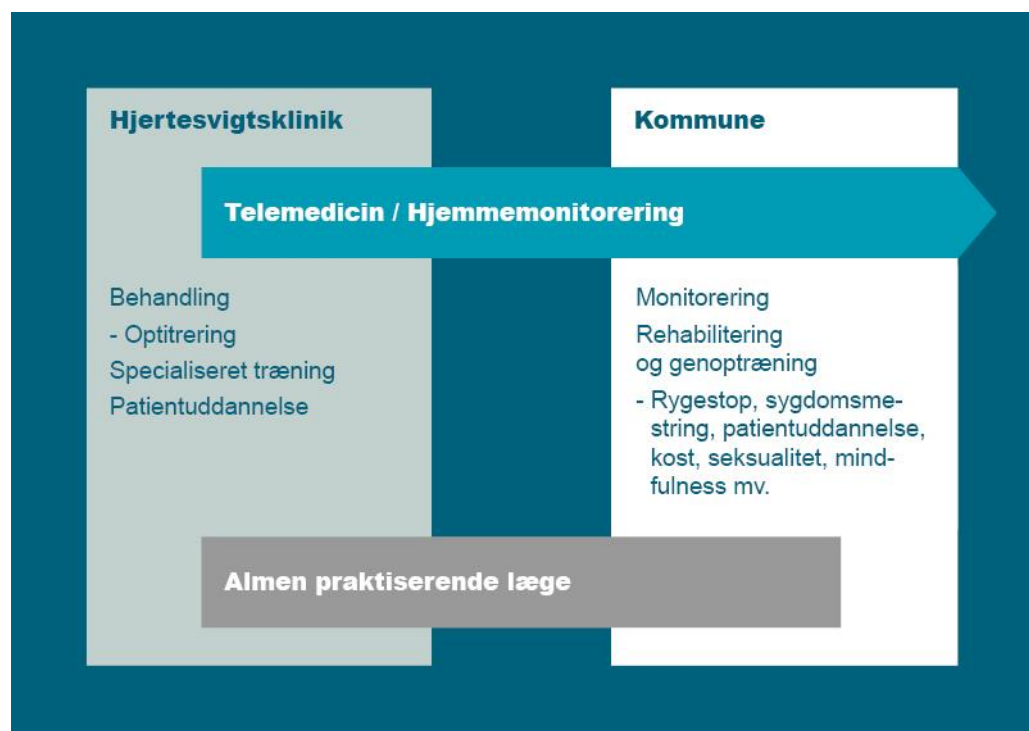 Hjertesvigtsklinik
Kommune
Telemedicin / Hjemmemonitorering
Behandling
- Optitrering
Specialiseret træning
Patientuddannelse
Monitorering
Rehabilitering
og genoptræning
- Rygestop, sygdomsme-
string, patientuddannelse,
kost, seksualitet, mind-
fulness mv.
Almen praktiserende læge